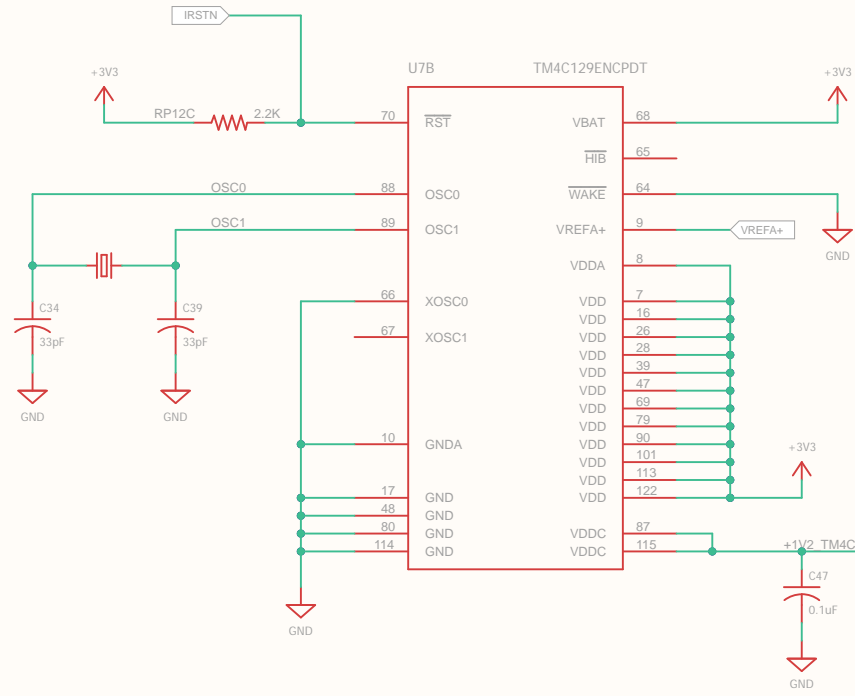 IRSTN
U7B TM4C129ENCPDT
+3V3 +3V3
RP12C 2.2K 70 RST VBAT 68
HIB 65
OSC0 88 OSC0 WAKE 64
OSC1 89 OSC1 VREFA+ 9 VREFA+
GND
VDDA 8
66 XOSC0 VDD 7
C34 C39
VDD 16
33pF 33pF 67 XOSC1 VDD 26
VDD 28
VDD 39
VDD 47
GND GND
VDD 69
VDD 79
10 GNDA VDD 90
+3V3
VDD 101
VDD 113
17 GND VDD 122
48 GND
80 GND VDDC 87
114 GND VDDC 115 +1V2_TM4C
C47
0.1uF
GND
GND